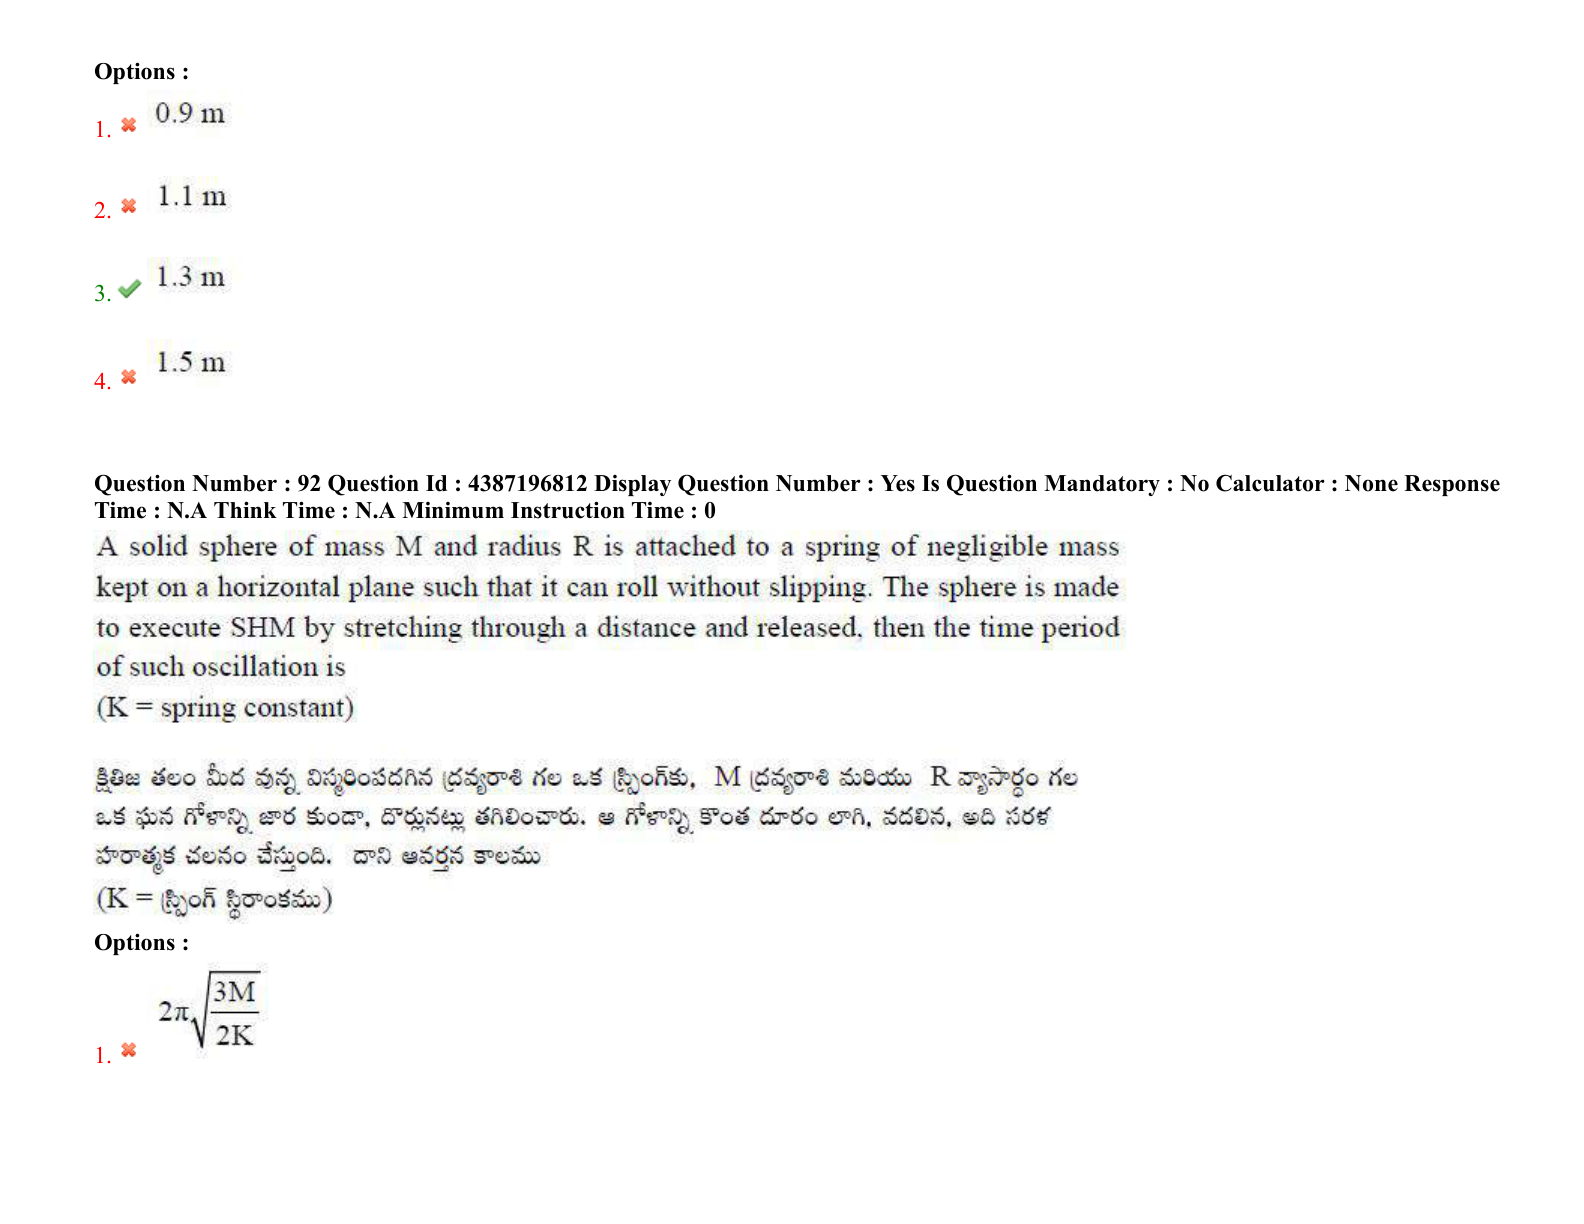 Options :
1. 0.9 m
2. 1.1 m
3. 1.3 m
4. 1.5 m
Question Number : 92 Question Id : 4387196812 Display Question Number : Yes Is Question Mandatory : No Calculator : None Response
Time : N.A Think Time : N.A Minimum Instruction Time : 0
A solid sphere of mass M and radius R is attached to a spring of negligible mass
kept on a horizontal plane such that it can roll without slipping. The sphere is made
to execute SHM by stretching through a distance and released, then the time period
of such oscillation is
(K = spring constant)
క్షితిజ తలం మీద వున్న విస్మరింపదగిన ద్రవ్యరాశి గల ఒక స్ప్రింగ్‌కు, M ద్రవ్యరాశి మరియు R వ్యాసార్ధం గల
ఒక ఘన గోళాన్ని జార కుండా, దొర్లునట్లు తగిలించారు. ఆ గోళాన్ని కొంత దూరం లాగి, వదలిన, అది సరళ
హరాత్మక చలనం చేస్తుంది. దాని ఆవర్తన కాలము
(K = స్ప్రింగ్ స్థిరాంకము)
Options :
1. 2π√(3M/2K)